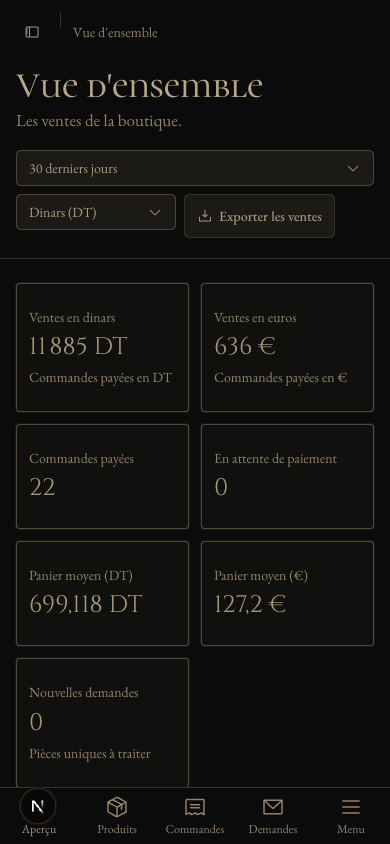 Vue d'ensemble
Vue d'ensemble
Les ventes de la boutique.
30 derniers jours
Dinars (DT)
Exporter les ventes
Ventes en dinars
11 885 DT
Commandes payées en DT
Ventes en euros
636 €
Commandes payées en €
Commandes payées
22
En attente de paiement
0
Panier moyen (DT)
699,118 DT
Panier moyen (€)
127,2 €
Nouvelles demandes
0
Pièces uniques à traiter
N
Aperçu
Produits
Commandes
Demandes
Menu